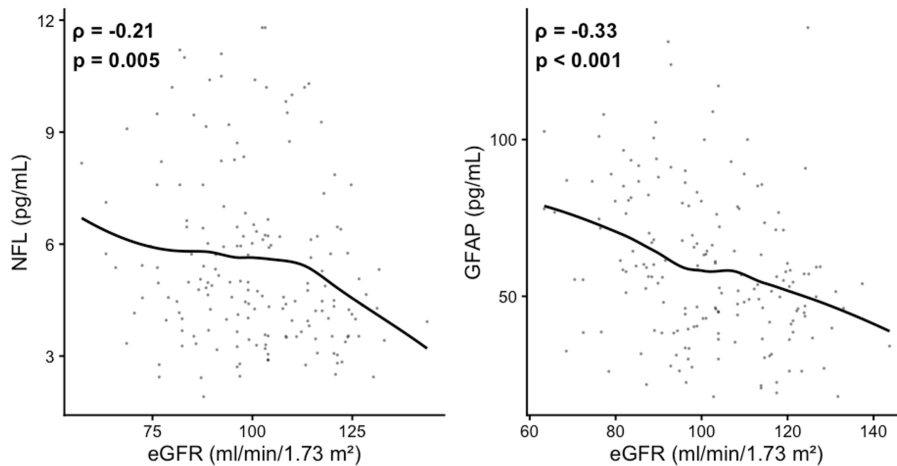 ρ = -0.21
p = 0.005
12
9
6
3
NFL (pg/mL)
75 100 125
eGFR (ml/min/1.73 m²)
ρ = -0.33
p < 0.001
100
50
GFAP (pg/mL)
60 80 100 120 140
eGFR (ml/min/1.73 m²)